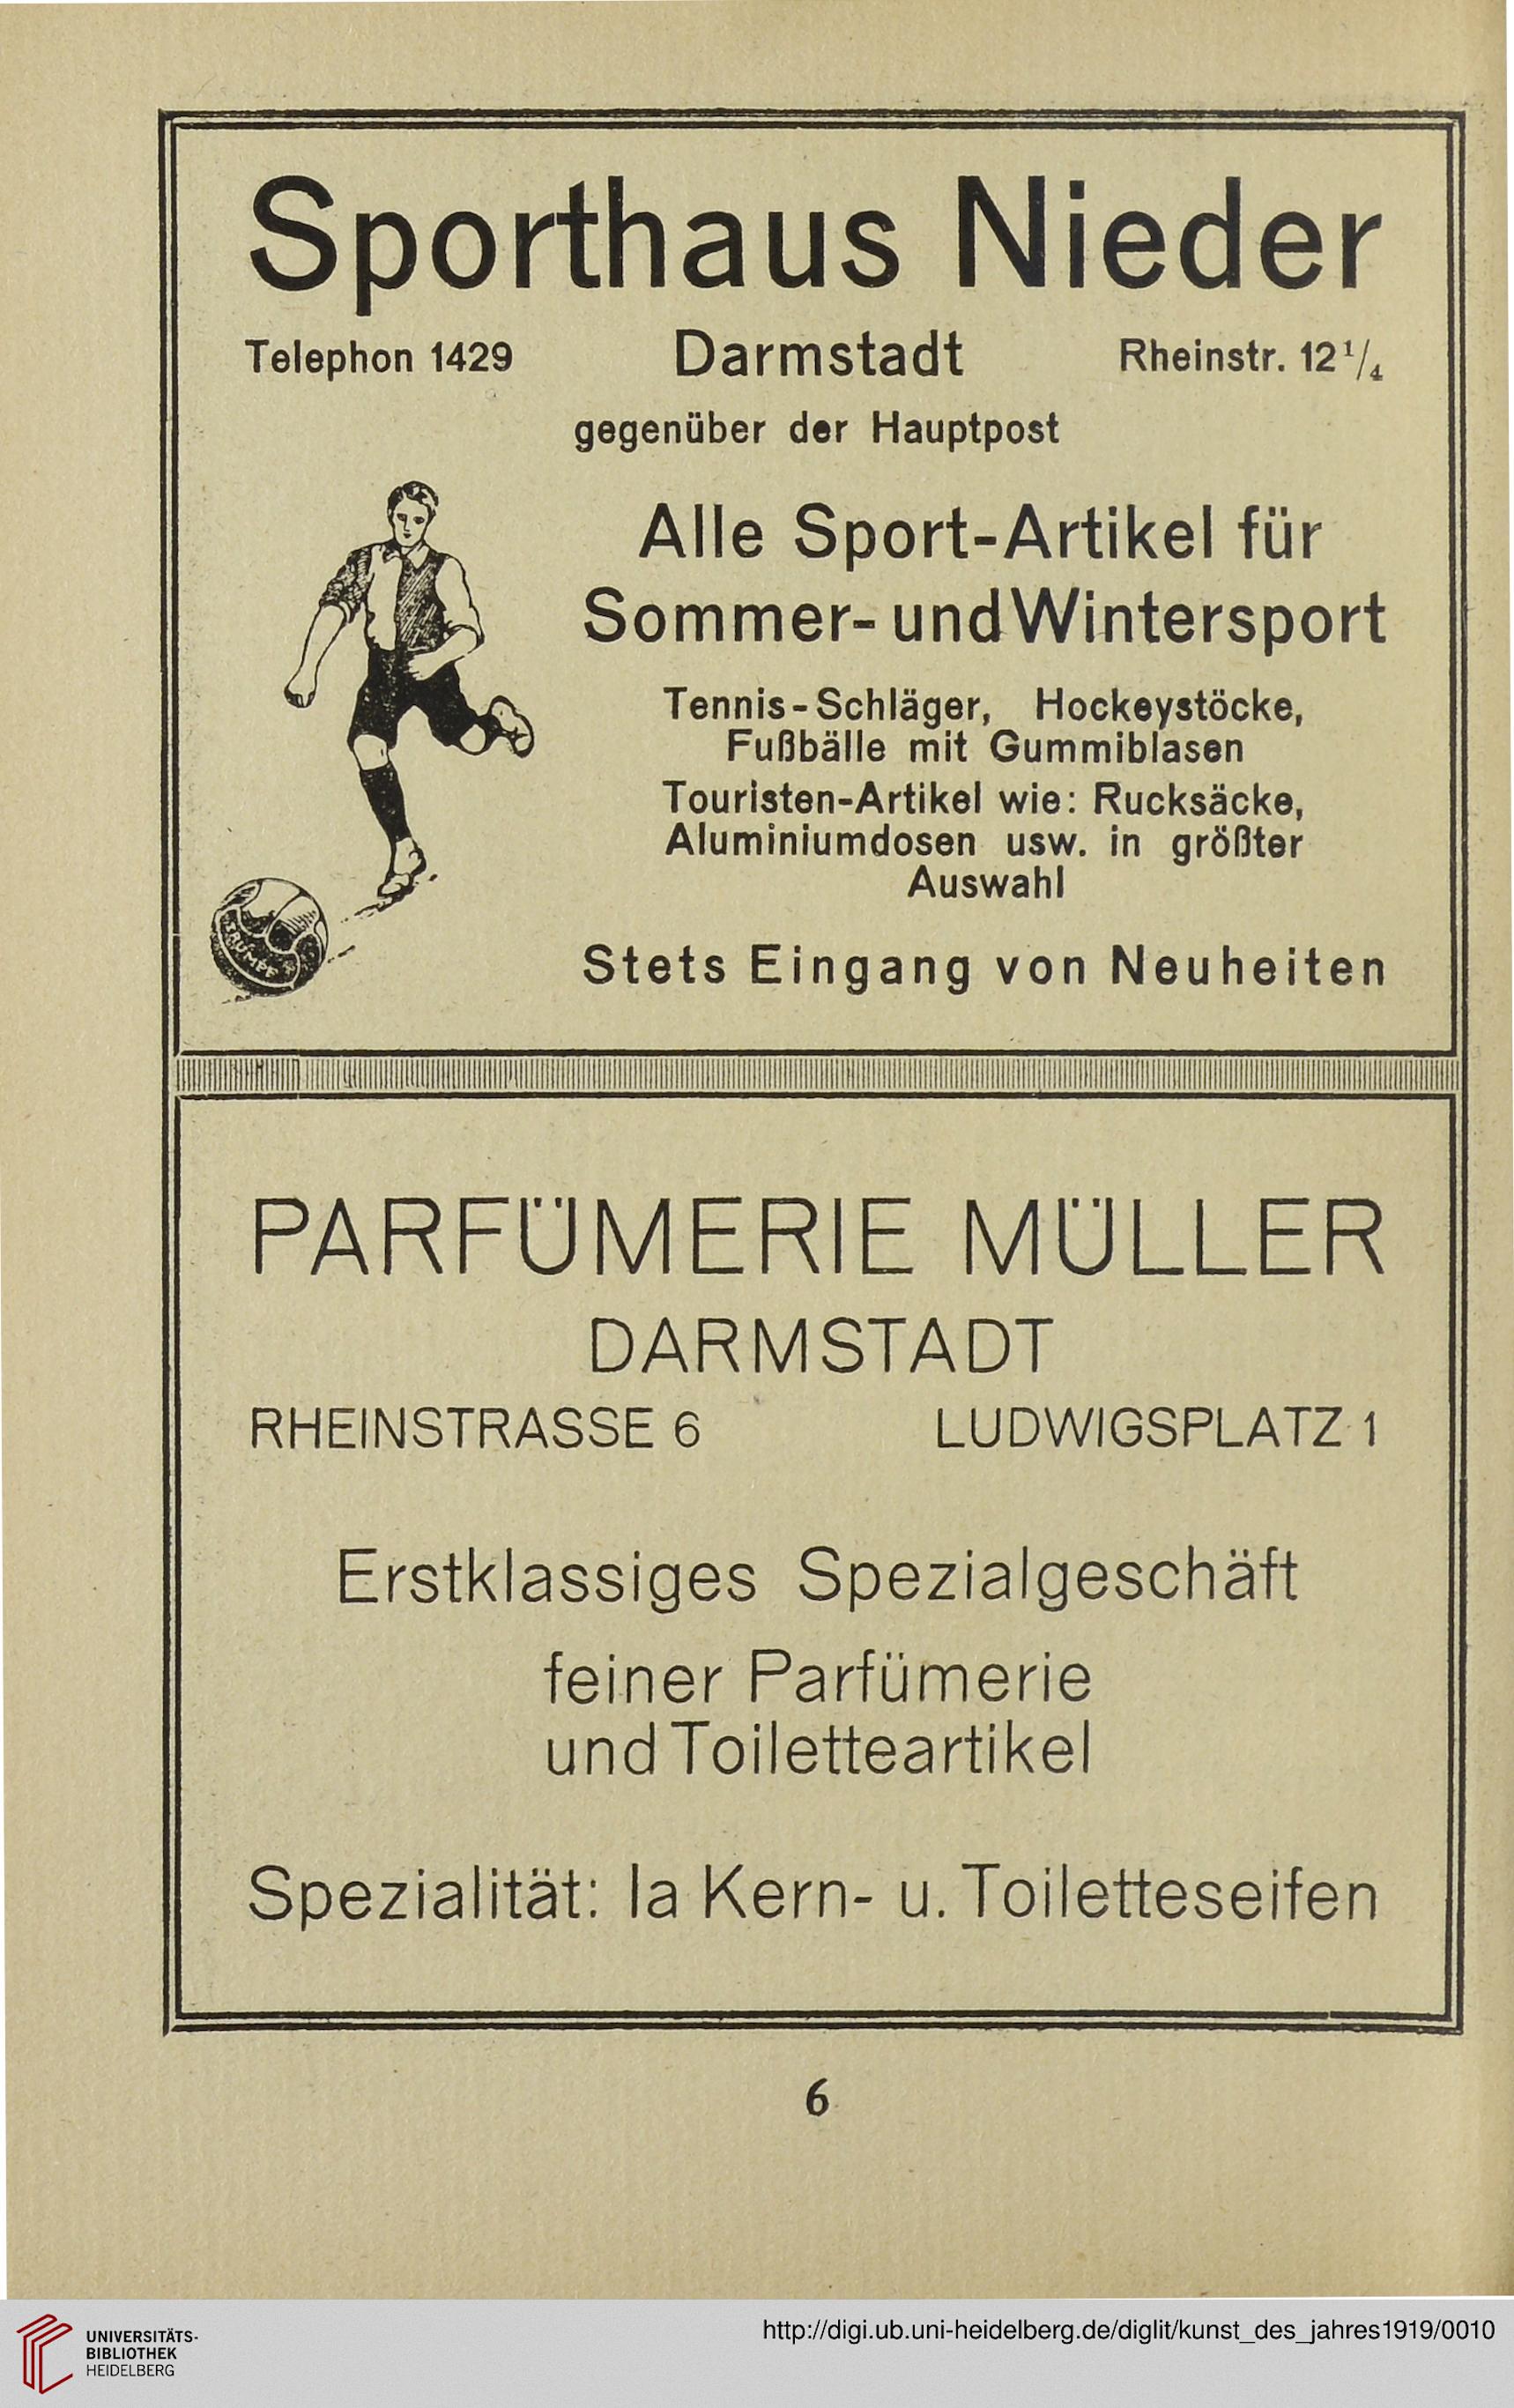 Sporthaus Nieder
Telephon 1429 Darmstadt Rheinstr. 12¹/₄
gegenüber der Hauptpost
Alle Sport-Artikel für
Sommer- und Wintersport
Tennis-Schläger, Hockeystöcke,
Fußbälle mit Gummiblasen
Touristen-Artikel wie: Rucksäcke,
Aluminiumdosen usw. in größter
Auswahl
TRUMPF
Stets Eingang von Neuheiten
PARFÜMERIE MÜLLER
DARMSTADT
RHEINSTRASSE 6 LUDWIGSPLATZ 1
Erstklassiges Spezialgeschäft
feiner Parfümerie
und Toiletteartikel
Spezialität: Ia Kern- u. Toiletteseifen
6
UNIVERSITÄTS-
BIBLIOTHEK
HEIDELBERG
http://digi.ub.uni-heidelberg.de/diglit/kunst_des_jahres1919/0010